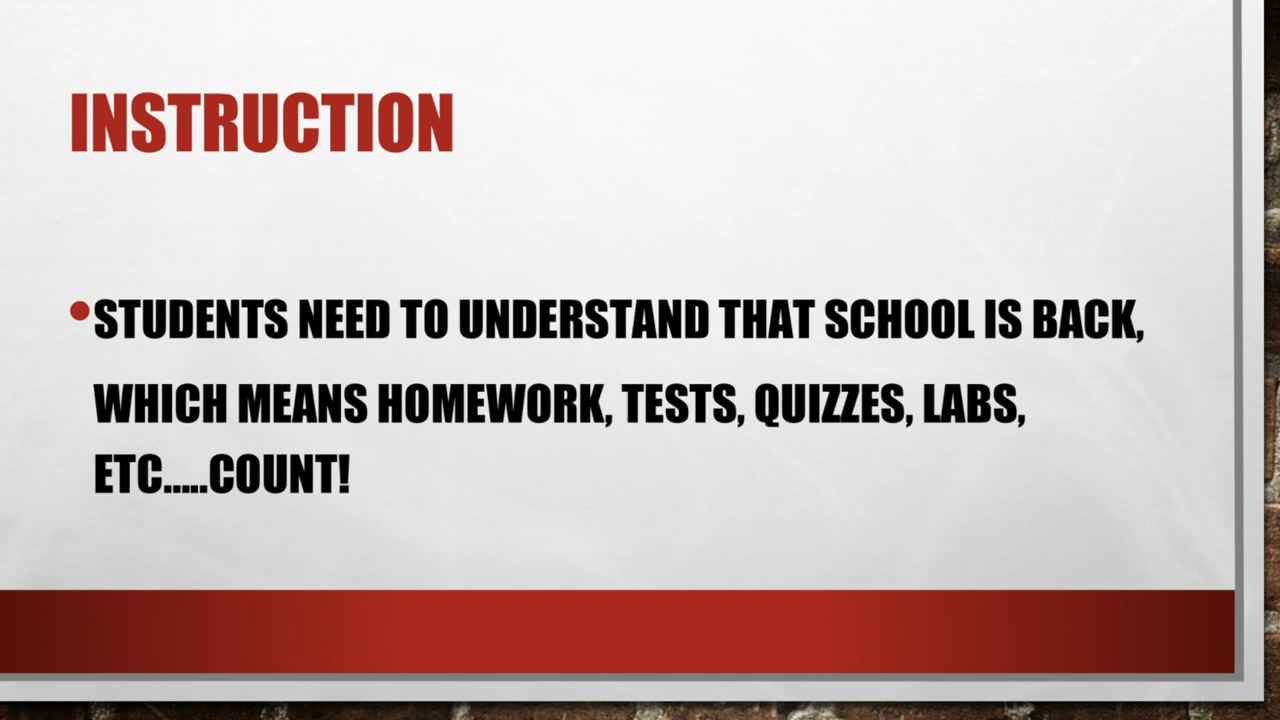 INSTRUCTION
•STUDENTS NEED TO UNDERSTAND THAT SCHOOL IS BACK,
WHICH MEANS HOMEWORK, TESTS, QUIZZES, LABS,
ETC.....COUNT!